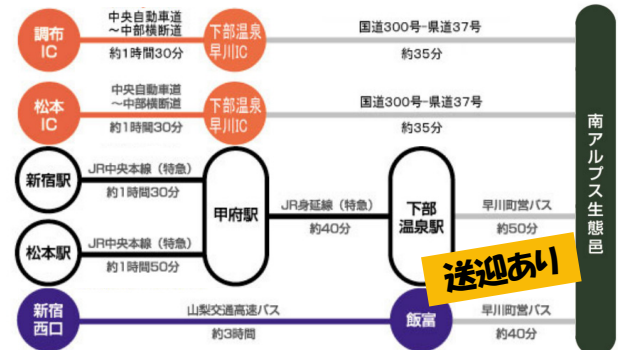 調布
IC
中央自動車道
～中部横断道
約1時間30分
下部温泉
早川IC
国道300号-県道37号
約35分
松本
IC
中央自動車道
～中部横断道
約1時間30分
下部温泉
早川IC
国道300号-県道37号
約35分
新宿駅
JR中央本線（特急）
約1時間30分
松本駅
JR中央本線（特急）
約1時間50分
甲府駅
JR身延線（特急）
約40分
下部
温泉駅
早川町営バス
約50分
送迎あり
新宿
西口
山梨交通高速バス
約3時間
飯富
早川町営バス
約40分
南アルプス生態邑